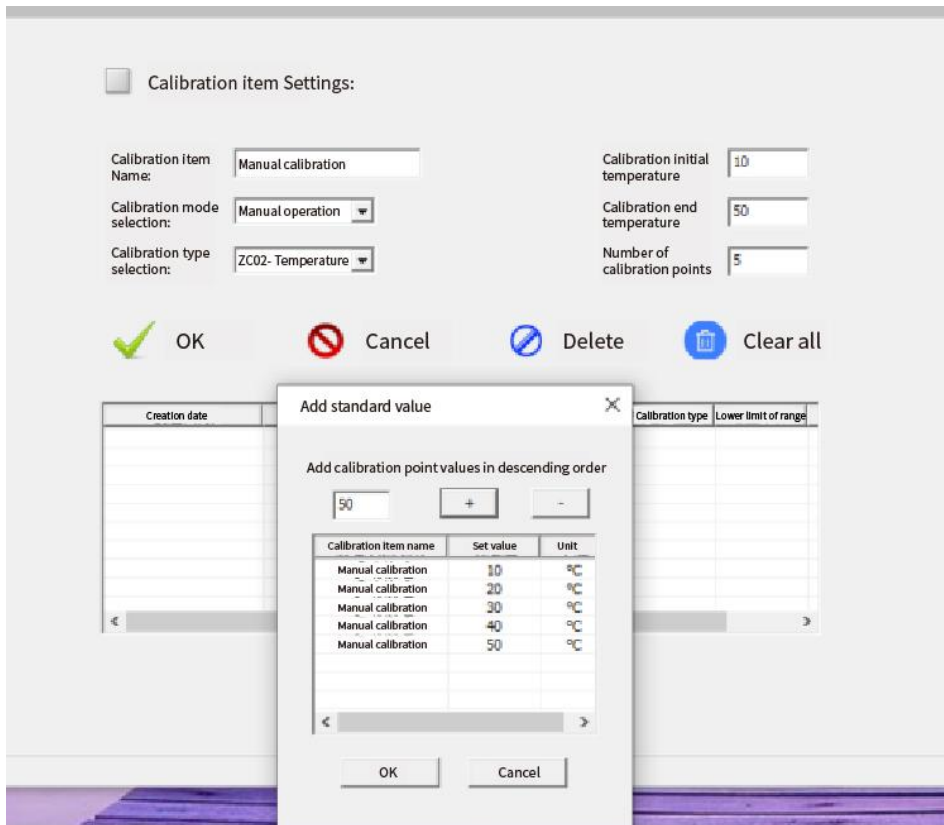 Calibration item Settings:
Calibration item
Name:
Manual calibration
Calibration initial
temperature
10
Calibration mode
selection:
Manual operation
Calibration end
temperature
50
Calibration type
selection:
ZC02- Temperature
Number of
calibration points
5
OK
Cancel
Delete
Clear all
Creation date
Calibration type
Lower limit of range
Add standard value
Add calibration point values in descending order
50
+
-
Calibration item name
Set value
Unit
Manual calibration 10 °C
Manual calibration 20 °C
Manual calibration 30 °C
Manual calibration 40 °C
Manual calibration 50 °C
OK
Cancel